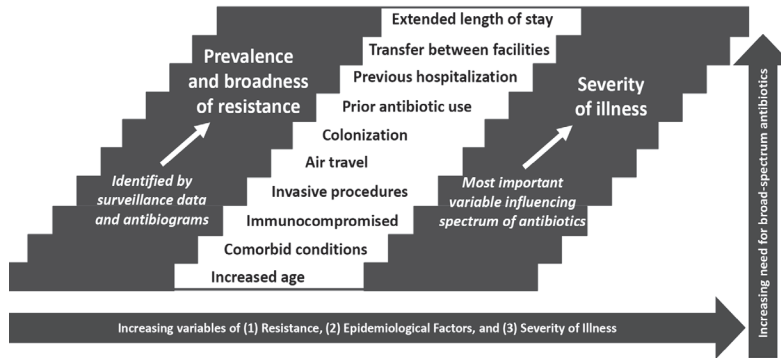 Extended length of stay
Transfer between facilities
Previous hospitalization
Prior antibiotic use
Colonization
Air travel
Invasive procedures
Immunocompromised
Comorbid conditions
Increased age
Prevalence
and broadness
of resistance
Identified by
surveillance data
and antibiograms
Severity
of illness
Most important
variable influencing
spectrum of antibiotics
Increasing need for broad-spectrum antibiotics
Increasing variables of (1) Resistance, (2) Epidemiological Factors, and (3) Severity of Illness